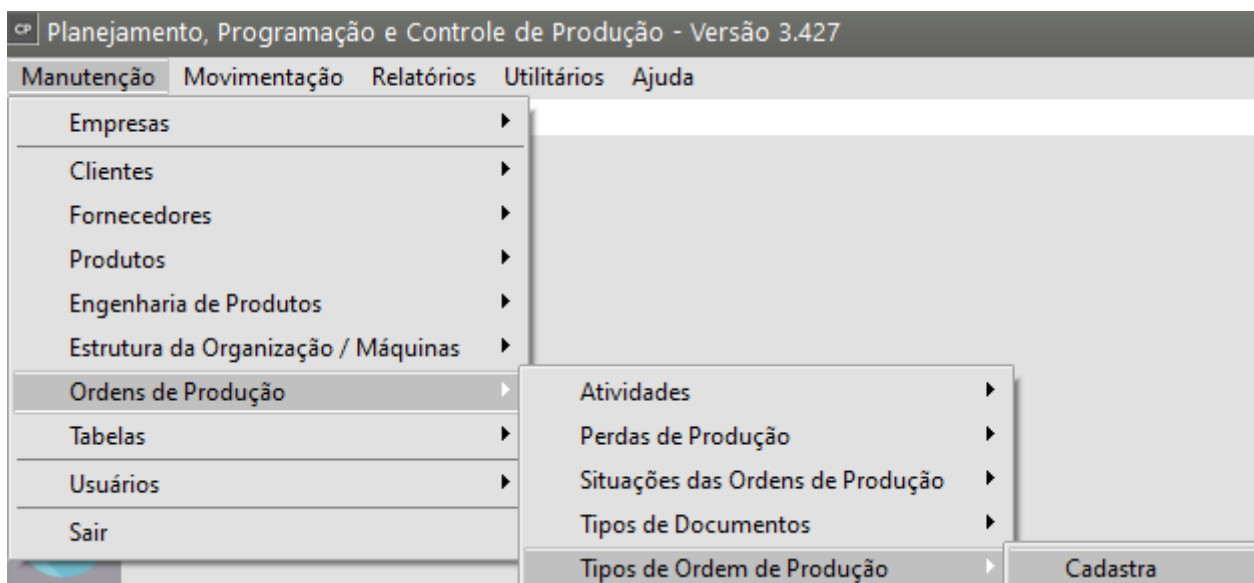 CP Planejamento, Programação e Controle de Produção - Versão 3.427
Manutenção Movimentação Relatórios Utilitários Ajuda
Empresas
Clientes
Fornecedores
Produtos
Engenharia de Produtos
Estrutura da Organização / Máquinas
Ordens de Produção
Tabelas
Usuários
Sair
Atividades
Perdas de Produção
Situações das Ordens de Produção
Tipos de Documentos
Tipos de Ordem de Produção
Cadastra